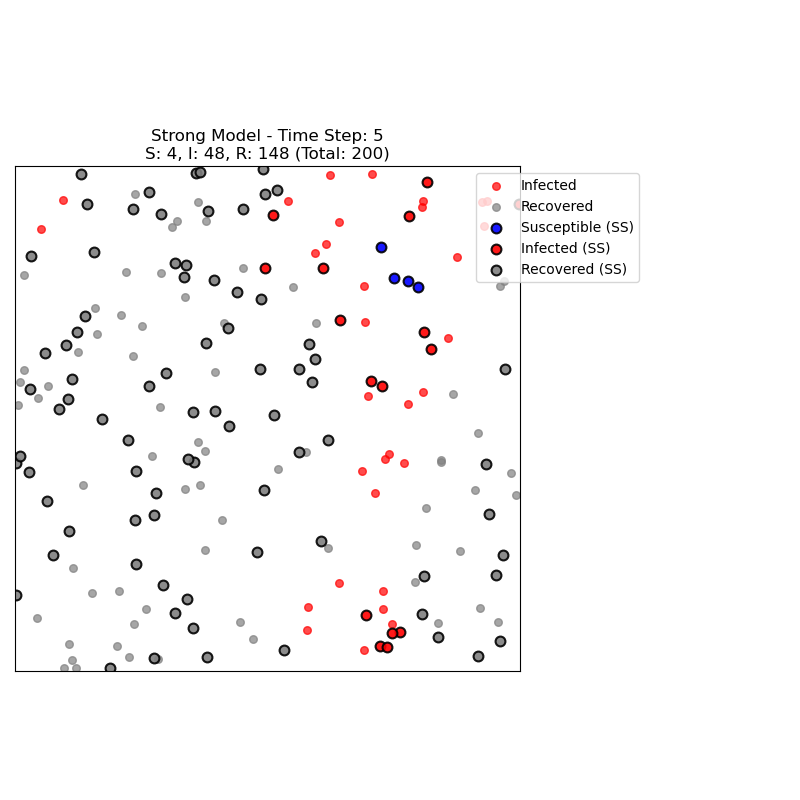 Strong Model - Time Step: 5
S: 4, I: 48, R: 148 (Total: 200)
Infected
Recovered
Susceptible (SS)
Infected (SS)
Recovered (SS)